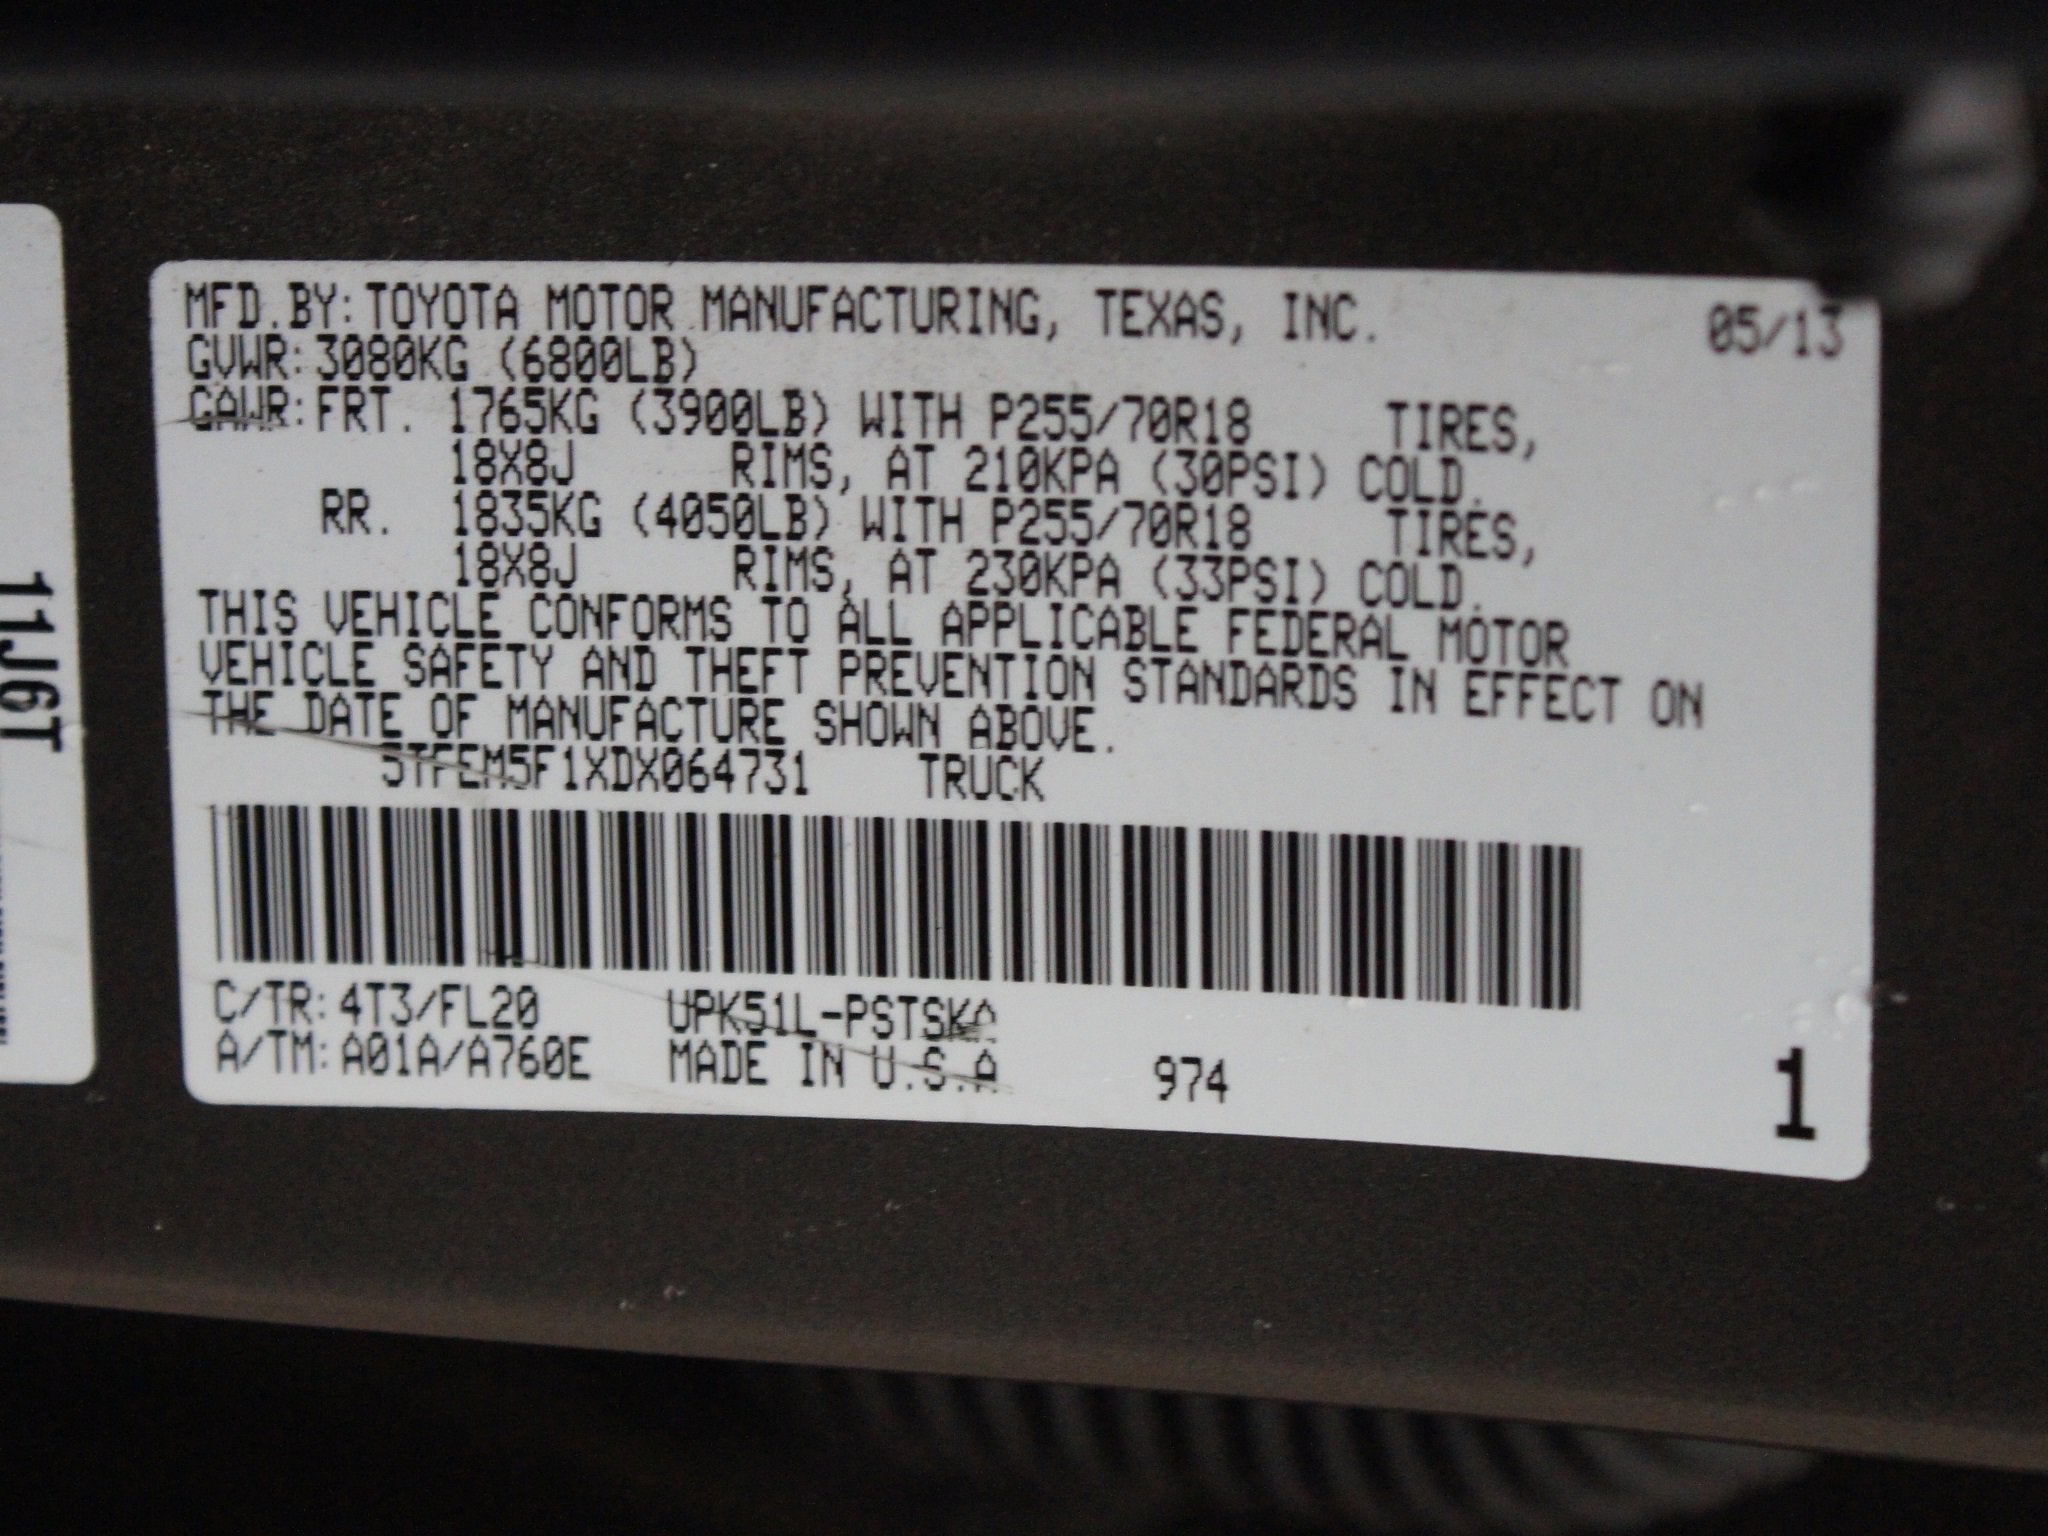 MFD.BY:TOYOTA MOTOR MANUFACTURING, TEXAS, INC. 05/13
GVWR:3080KG (6800LB)
GAWR:FRT. 1765KG (3900LB) WITH P255/70R18 TIRES,
18X8J RIMS, AT 210KPA (30PSI) COLD.
RR. 1835KG (4050LB) WITH P255/70R18 TIRES,
18X8J RIMS, AT 230KPA (33PSI) COLD.
THIS VEHICLE CONFORMS TO ALL APPLICABLE FEDERAL MOTOR
VEHICLE SAFETY AND THEFT PREVENTION STANDARDS IN EFFECT ON
THE DATE OF MANUFACTURE SHOWN ABOVE.
5TFEM5F1XDX064731 TRUCK
C/TR:4T3/FL20 UPK51L-PSTSKA
A/TM:A01A/A760E MADE IN U.S.A 974 1
11J6T